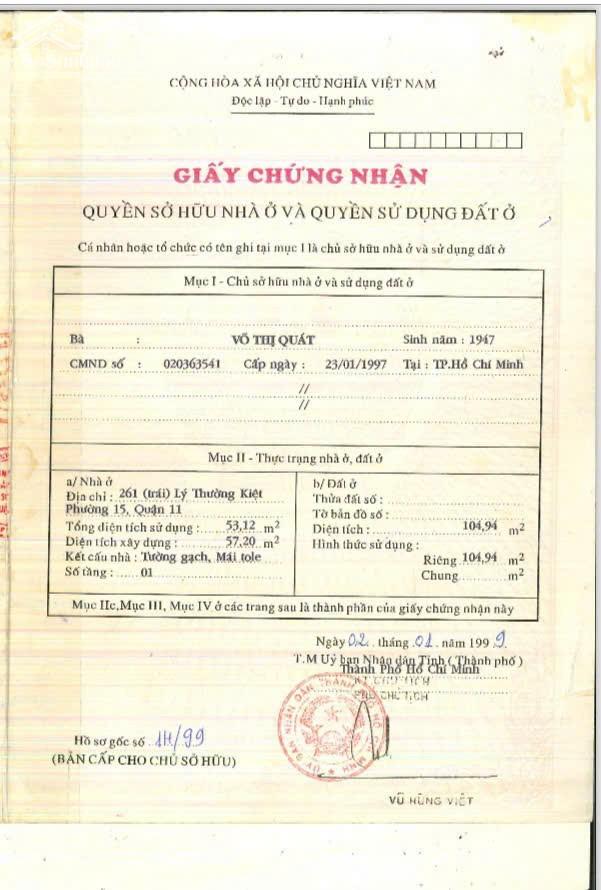 CỘNG HÒA XÃ HỘI CHỦ NGHĨA VIỆT NAM
Độc lập - Tự do - Hạnh phúc
GIẤY CHỨNG NHẬN
QUYỀN SỞ HỮU NHÀ Ở VÀ QUYỀN SỬ DỤNG ĐẤT Ở
Cá nhân hoặc tổ chức có tên ghi tại mục I là chủ sở hữu nhà ở và sử dụng đất ở
Mục I - Chủ sở hữu nhà ở và sử dụng đất ở
Bà : VÕ THỊ QUÁT Sinh năm : 1947
CMND số : 020363541 Cấp ngày : 23/01/1997 Tại : TP.Hồ Chí Minh
//
//
Mục II - Thực trạng nhà ở, đất ở
a/ Nhà ở
Địa chỉ : 261 (trái) Lý Thường Kiệt
Phường 15, Quận 11
Tổng diện tích sử dụng : 53,12 m2
Diện tích xây dựng : 57,20 m2
Kết cấu nhà : Tường gạch, Mái tole
Số tầng : 01
b/ Đất ở
Thửa đất số :
Tờ bản đồ số :
Diện tích : 104,94 m2
Hình thức sử dụng :
Riêng 104,94 m2
Chung m2
Mục IIc,Mục III, Mục IV ở các trang sau là thành phần của giấy chứng nhận này
Ngày 02 tháng 01 năm 1999.
T.M Uỷ ban Nhân dân Tỉnh ( Thành phố )
Thành Phố Hồ Chí Minh
KT CHỦ TỊCH
PHÓ CHỦ TỊCH
Hồ sơ gốc số
(BẢN CẤP CHO CHỦ SỞ HỮU)
VŨ HÙNG VIỆT